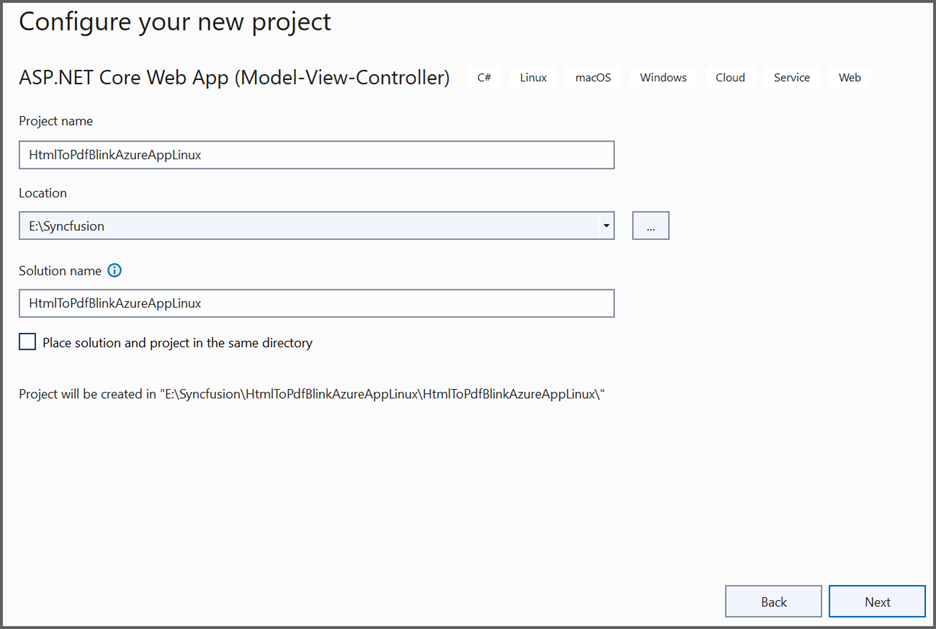 Configure your new project
ASP.NET Core Web App (Model-View-Controller) C# Linux macOS Windows Cloud Service Web
Project name
HtmlToPdfBlinkAzureAppLinux
Location
E:\Syncfusion ...
Solution name
HtmlToPdfBlinkAzureAppLinux
Place solution and project in the same directory
Project will be created in "E:\Syncfusion\HtmlToPdfBlinkAzureAppLinux\HtmlToPdfBlinkAzureAppLinux\"
Back Next